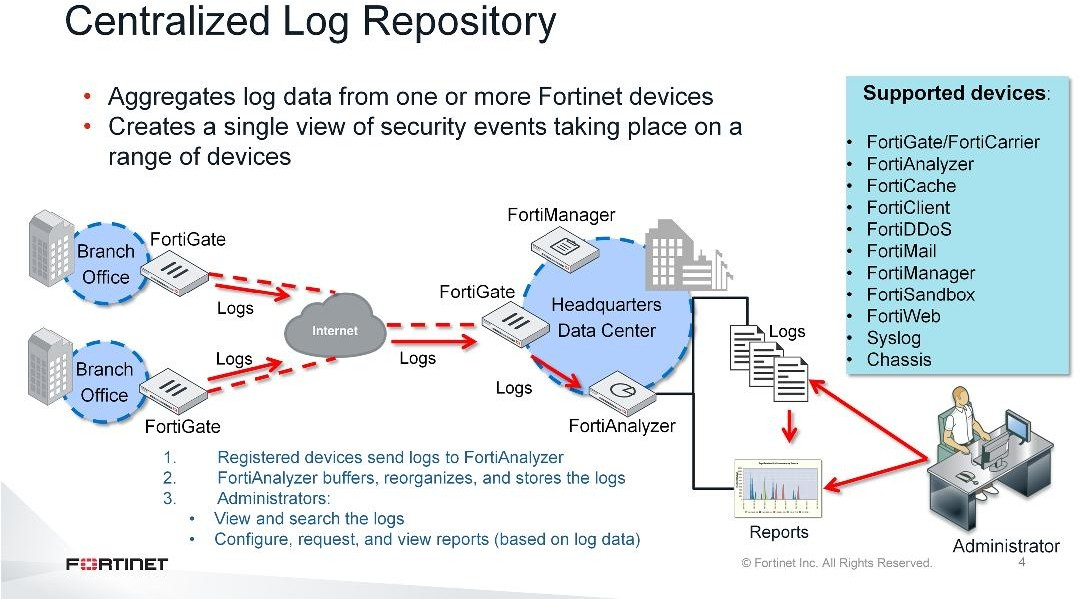 Centralized Log Repository
• Aggregates log data from one or more Fortinet devices
• Creates a single view of security events taking place on a
range of devices
Supported devices:
• FortiGate/FortiCarrier
• FortiAnalyzer
• FortiCache
• FortiClient
• FortiDDoS
• FortiMail
• FortiManager
• FortiSandbox
• FortiWeb
• Syslog
• Chassis
FortiManager
Branch
Office
FortiGate
Logs
Internet
FortiGate
Headquarters
Data Center
Logs
Logs
Branch
Office
Logs
FortiGate
Logs
FortiAnalyzer
1. Registered devices send logs to FortiAnalyzer
2. FortiAnalyzer buffers, reorganizes, and stores the logs
3. Administrators:
• View and search the logs
• Configure, request, and view reports (based on log data)
Reports
Administrator
FORTINET
© Fortinet Inc. All Rights Reserved.
4